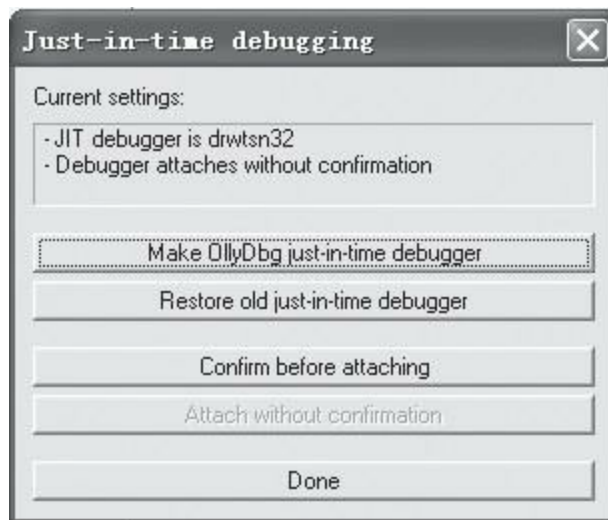 Just-in-time debugging
Current settings:
- JIT debugger is drwtsn32
- Debugger attaches without confirmation
Make OllyDbg just-in-time debugger
Restore old just-in-time debugger
Confirm before attaching
Attach without confirmation
Done